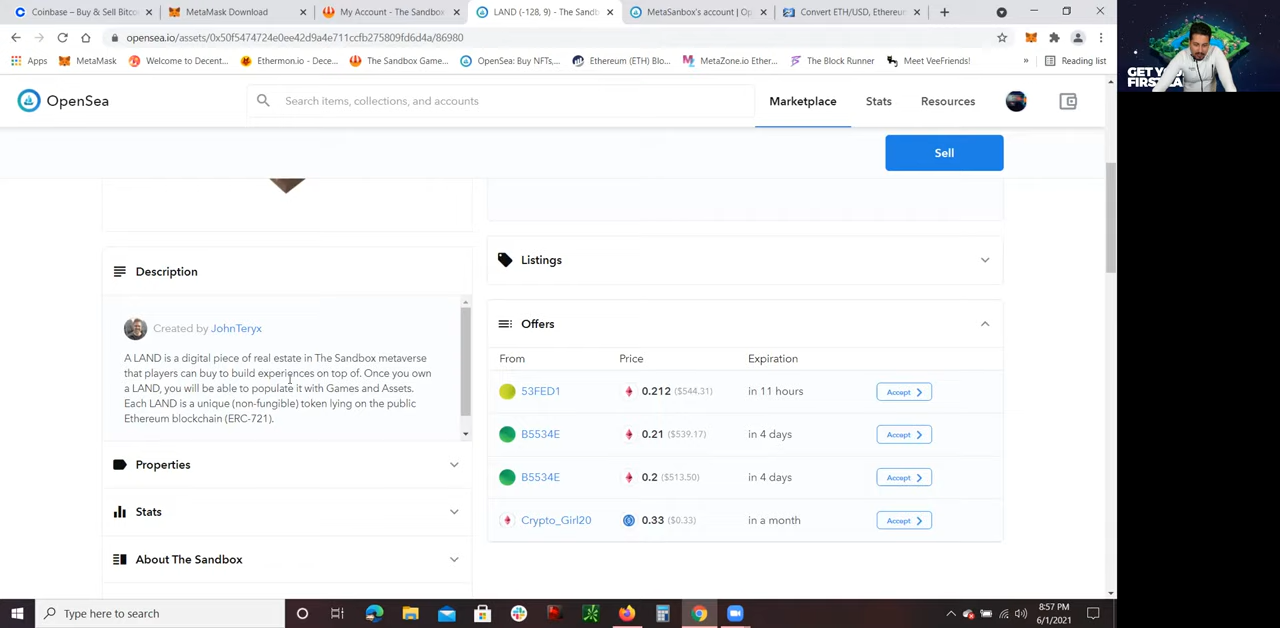 Coinbase – Buy & Sell Bitco
MetaMask Download
My Account - The Sandbox
LAND (-128, 9) - The Sandb
MetaSanbox's account | Op
Convert ETH/USD, Ethereum
opensea.io/assets/0x50f5474724e0ee42d9a4e711ccfb275809fd6d4a/86980
Apps
MetaMask
Welcome to Decent...
Ethermon.io - Dece...
The Sandbox Game...
OpenSea: Buy NFTs,...
Ethereum (ETH) Blo...
MetaZone.io Ether...
The Block Runner
Meet VeeFriends!
»
Reading list
OpenSea
Search items, collections, and accounts
Marketplace
Stats
Resources
Sell
Listings
Description
Created by JohnTeryx
A LAND is a digital piece of real estate in The Sandbox metaverse
that players can buy to build experiences on top of. Once you own
a LAND, you will be able to populate it with Games and Assets.
Each LAND is a unique (non-fungible) token lying on the public
Ethereum blockchain (ERC-721).
Properties
Stats
About The Sandbox
Offers
From Price Expiration
53FED1 0.212 ($544.31) in 11 hours Accept
B5534E 0.21 ($539.17) in 4 days Accept
B5534E 0.2 ($513.50) in 4 days Accept
Crypto_Girl20 0.33 ($0.33) in a month Accept
Type here to search
8:57 PM
6/1/2021